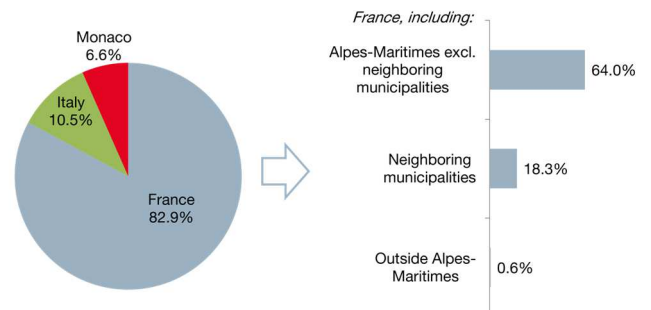 Monaco
6.6%
Italy
10.5%
France
82.9%
France, including:
Alpes-Maritimes excl.
neighboring
municipalities
64.0%
Neighboring
municipalities
18.3%
Outside Alpes-
Maritimes
0.6%